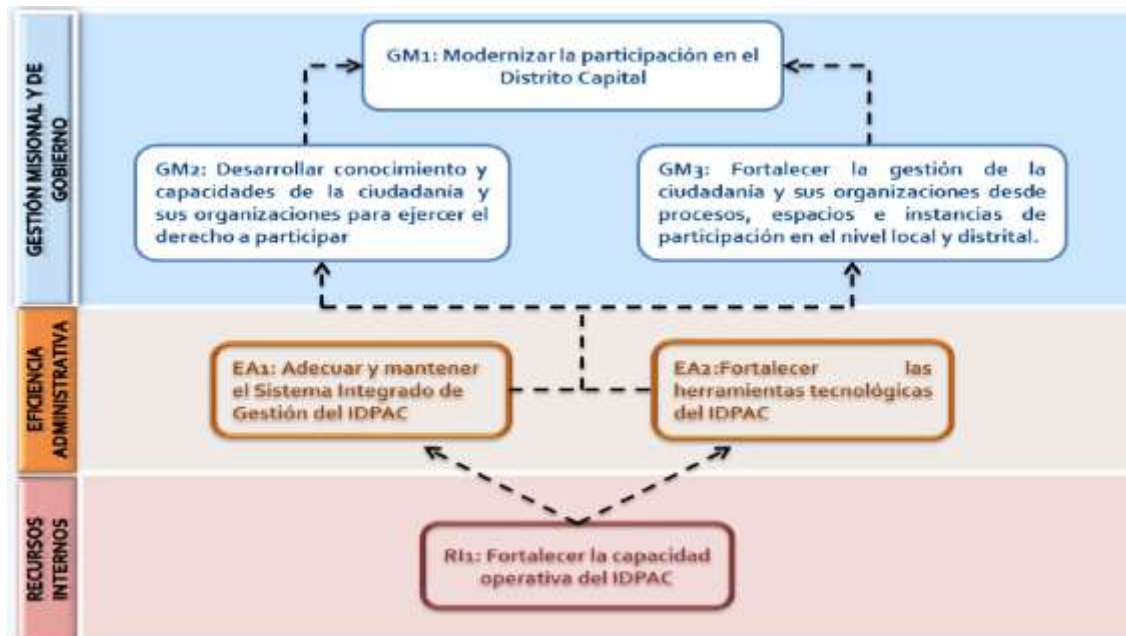 GESTIÓN MISIONAL Y DE
GOBIERNO
GM1: Modernizar la participación en el
Distrito Capital
GM2: Desarrollar conocimiento y
capacidades de la ciudadanía y
sus organizaciones para ejercer el
derecho a participar
GM3: Fortalecer la gestión de la
ciudadanía y sus organizaciones desde
procesos, espacios e instancias de
participación en el nivel local y distrital.
EFICIENCIA
ADMINISTRATIVA
EA1: Adecuar y mantener
el Sistema Integrado de
Gestión del IDPAC
EA2:Fortalecer las
herramientas tecnológicas
del IDPAC
RECURSOS
INTERNOS
RI1: Fortalecer la capacidad
operativa del IDPAC